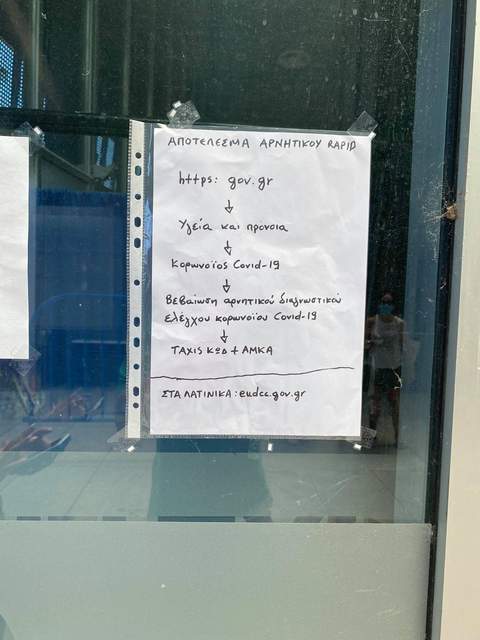 ΑΠΟΤΕΛΕΣΜΑ ΑΡΝΗΤΙΚΟΥ RAPID
https: gov.gr
↓
Υγεία και πρόνοια
↓
Κορωνοϊός Covid-19
↓
Βεβαίωση αρνητικού διαγνωστικού
ελέγχου κορωνοϊού Covid-19
↓
TAXIS ΚΩΔ + ΑΜΚΑ
ΣΤΑ ΛΑΤΙΝΙΚΑ: eudcc.gov.gr